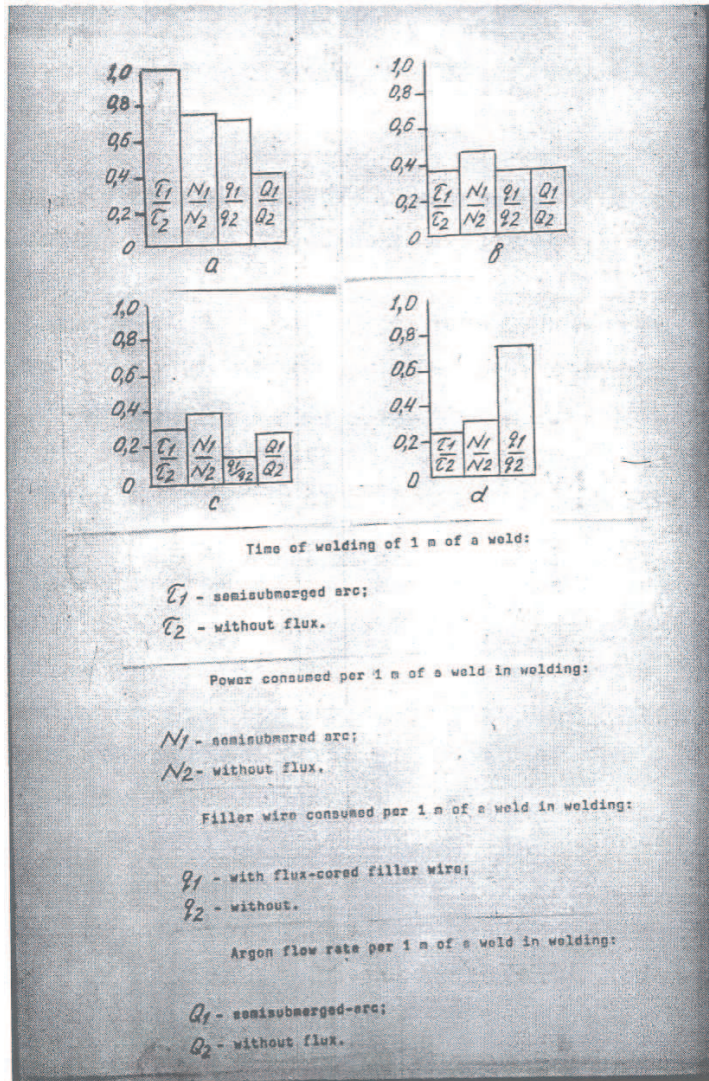 1,0
0,8
0,6
0,4
0,2
0
τ1/τ2 N1/N2 q1/q2 Q1/Q2
a
1,0
0,8
0,6
0,4
0,2
0
τ1/τ2 N1/N2 q1/q2 Q1/Q2
b
1,0
0,8
0,6
0,4
0,2
0
τ1/τ2 N1/N2 q1/q2 Q1/Q2
c
1,0
0,8
0,6
0,4
0,2
0
τ1/τ2 N1/N2 q1/q2
d
Time of welding of 1 m of a weld:
τ1 - semisubmerged arc;
τ2 - without flux.
Power consumed per 1 m of a weld in welding:
N1 - semisubmered arc;
N2 - without flux.
Filler wire consumed per 1 m of a weld in welding:
q1 - with flux-cored filler wire;
q2 - without.
Argon flow rate per 1 m of a weld in welding:
Q1 - semisubmerged-arc;
Q2 - without flux.